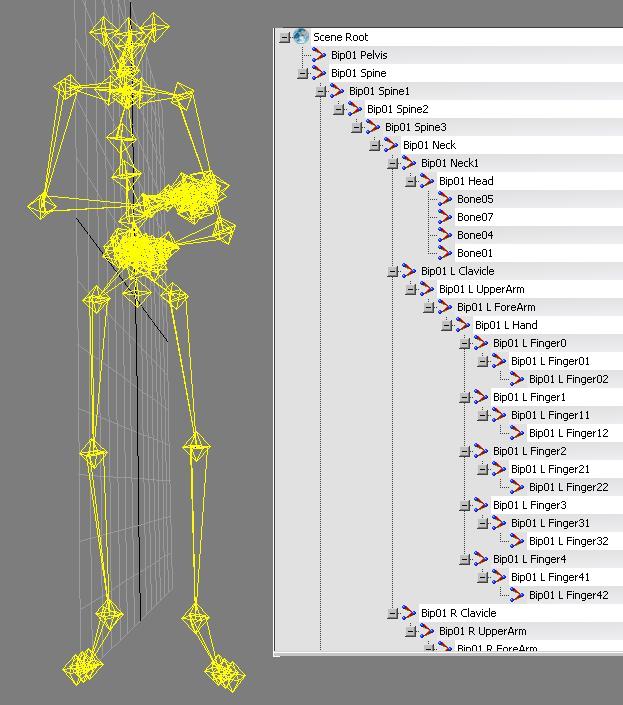 Scene Root
Bip01 Pelvis
Bip01 Spine
Bip01 Spine1
Bip01 Spine2
Bip01 Spine3
Bip01 Neck
Bip01 Neck1
Bip01 Head
Bone05
Bone07
Bone04
Bone01
Bip01 L Clavicle
Bip01 L UpperArm
Bip01 L ForeArm
Bip01 L Hand
Bip01 L Finger0
Bip01 L Finger01
Bip01 L Finger02
Bip01 L Finger1
Bip01 L Finger11
Bip01 L Finger12
Bip01 L Finger2
Bip01 L Finger21
Bip01 L Finger22
Bip01 L Finger3
Bip01 L Finger31
Bip01 L Finger32
Bip01 L Finger4
Bip01 L Finger41
Bip01 L Finger42
Bip01 R Clavicle
Bip01 R UpperArm
Bip01 R ForeArm